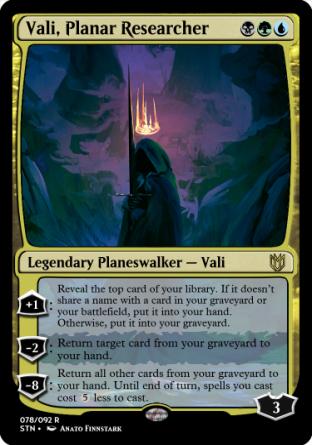 Vali, Planar Researcher
Legendary Planeswalker — Vali
+1: Reveal the top card of your library. If it doesn't
share a name with a card in your graveyard or
your battlefield, put it into your hand.
Otherwise, put it into your graveyard.
-2: Return target card from your graveyard to
your hand.
-8: Return all other cards from your graveyard to
your hand. Until end of turn, spells you cast
cost 5 less to cast.
3
078/092 R
STN • Anato Finnstark